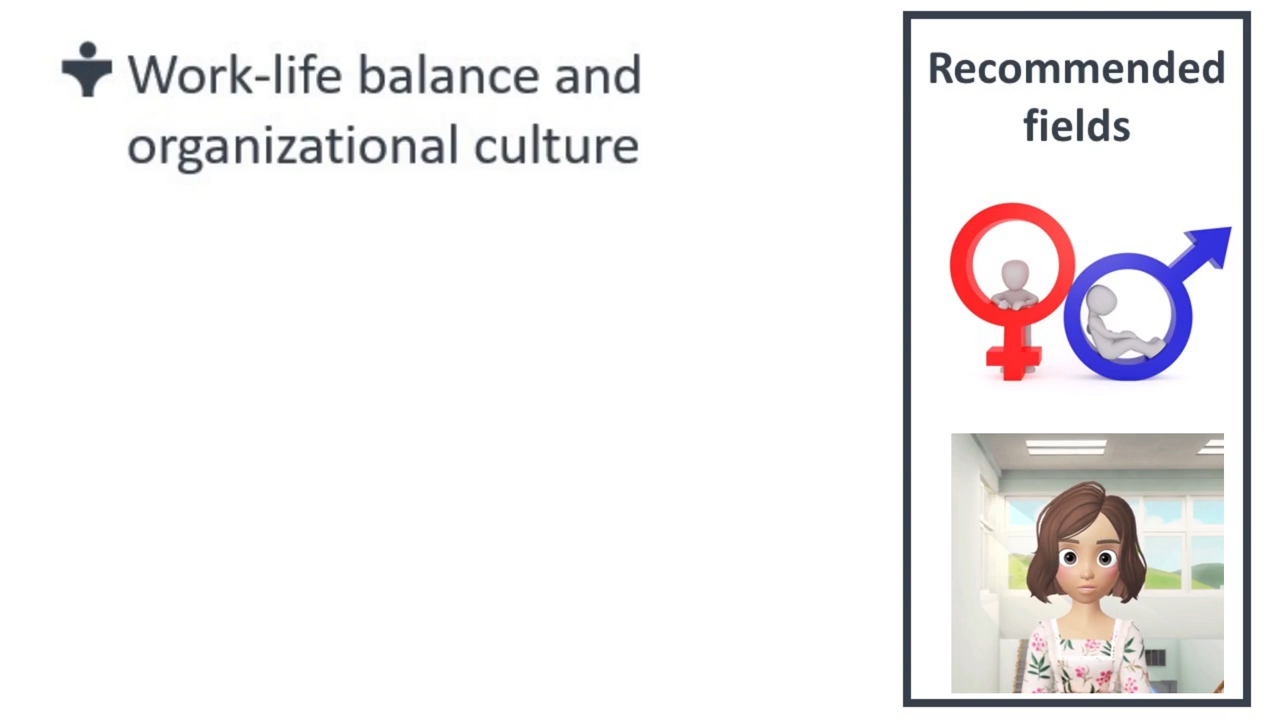 Work-life balance and
organizational culture
Recommended
fields